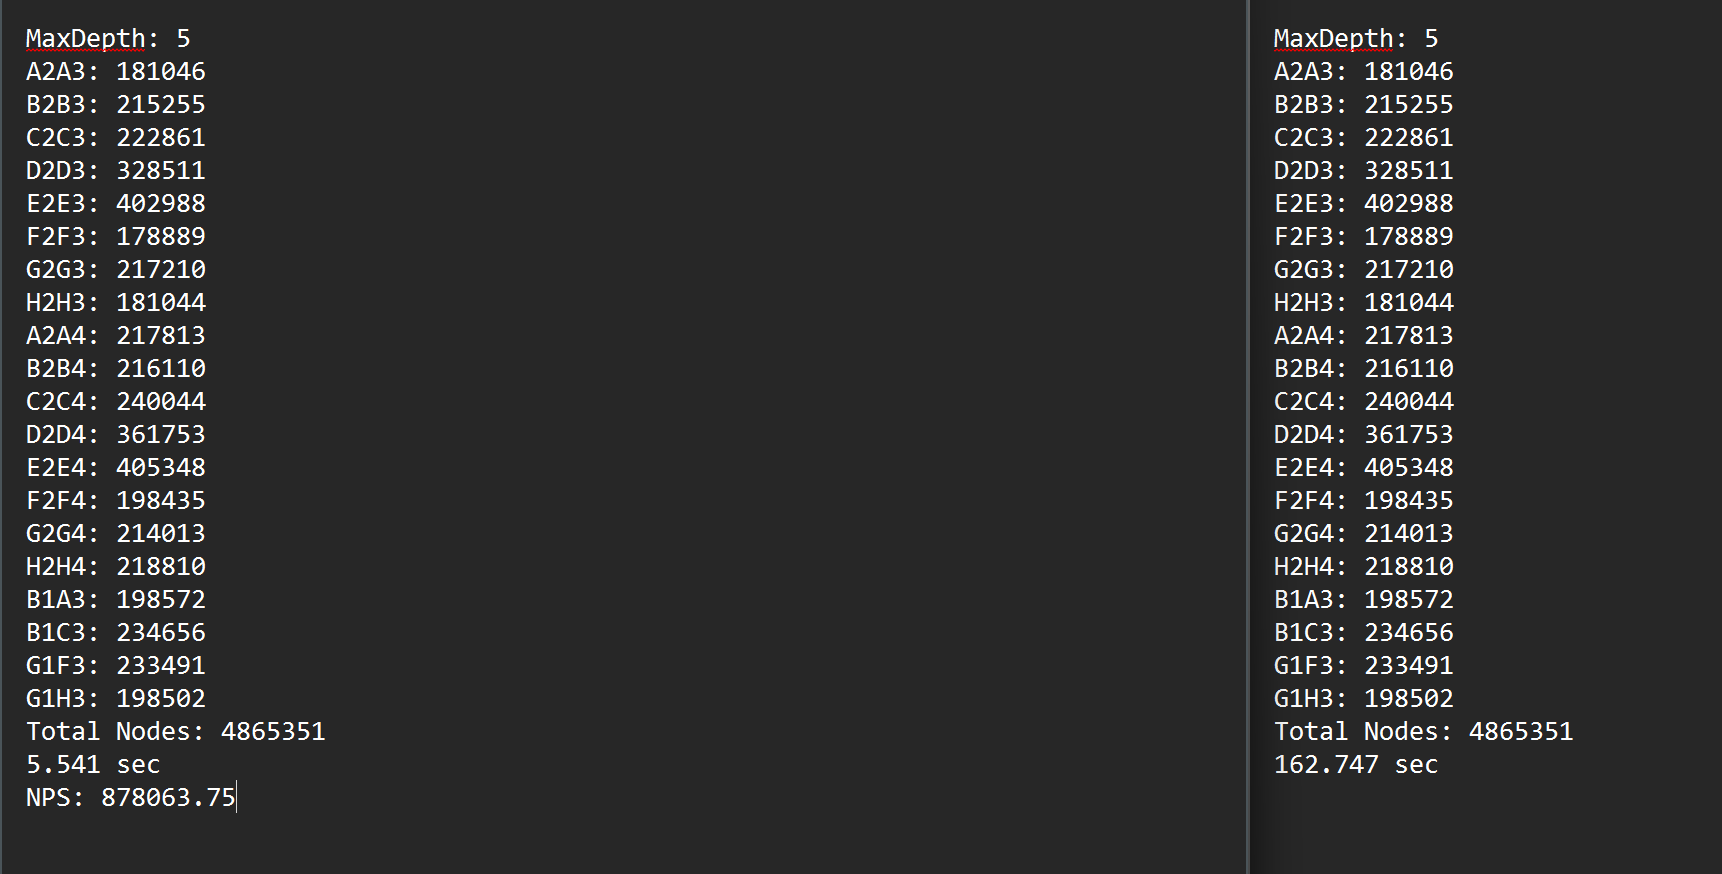 MaxDepth: 5
A2A3: 181046
B2B3: 215255
C2C3: 222861
D2D3: 328511
E2E3: 402988
F2F3: 178889
G2G3: 217210
H2H3: 181044
A2A4: 217813
B2B4: 216110
C2C4: 240044
D2D4: 361753
E2E4: 405348
F2F4: 198435
G2G4: 214013
H2H4: 218810
B1A3: 198572
B1C3: 234656
G1F3: 233491
G1H3: 198502
Total Nodes: 4865351
5.541 sec
NPS: 878063.75
MaxDepth: 5
A2A3: 181046
B2B3: 215255
C2C3: 222861
D2D3: 328511
E2E3: 402988
F2F3: 178889
G2G3: 217210
H2H3: 181044
A2A4: 217813
B2B4: 216110
C2C4: 240044
D2D4: 361753
E2E4: 405348
F2F4: 198435
G2G4: 214013
H2H4: 218810
B1A3: 198572
B1C3: 234656
G1F3: 233491
G1H3: 198502
Total Nodes: 4865351
162.747 sec